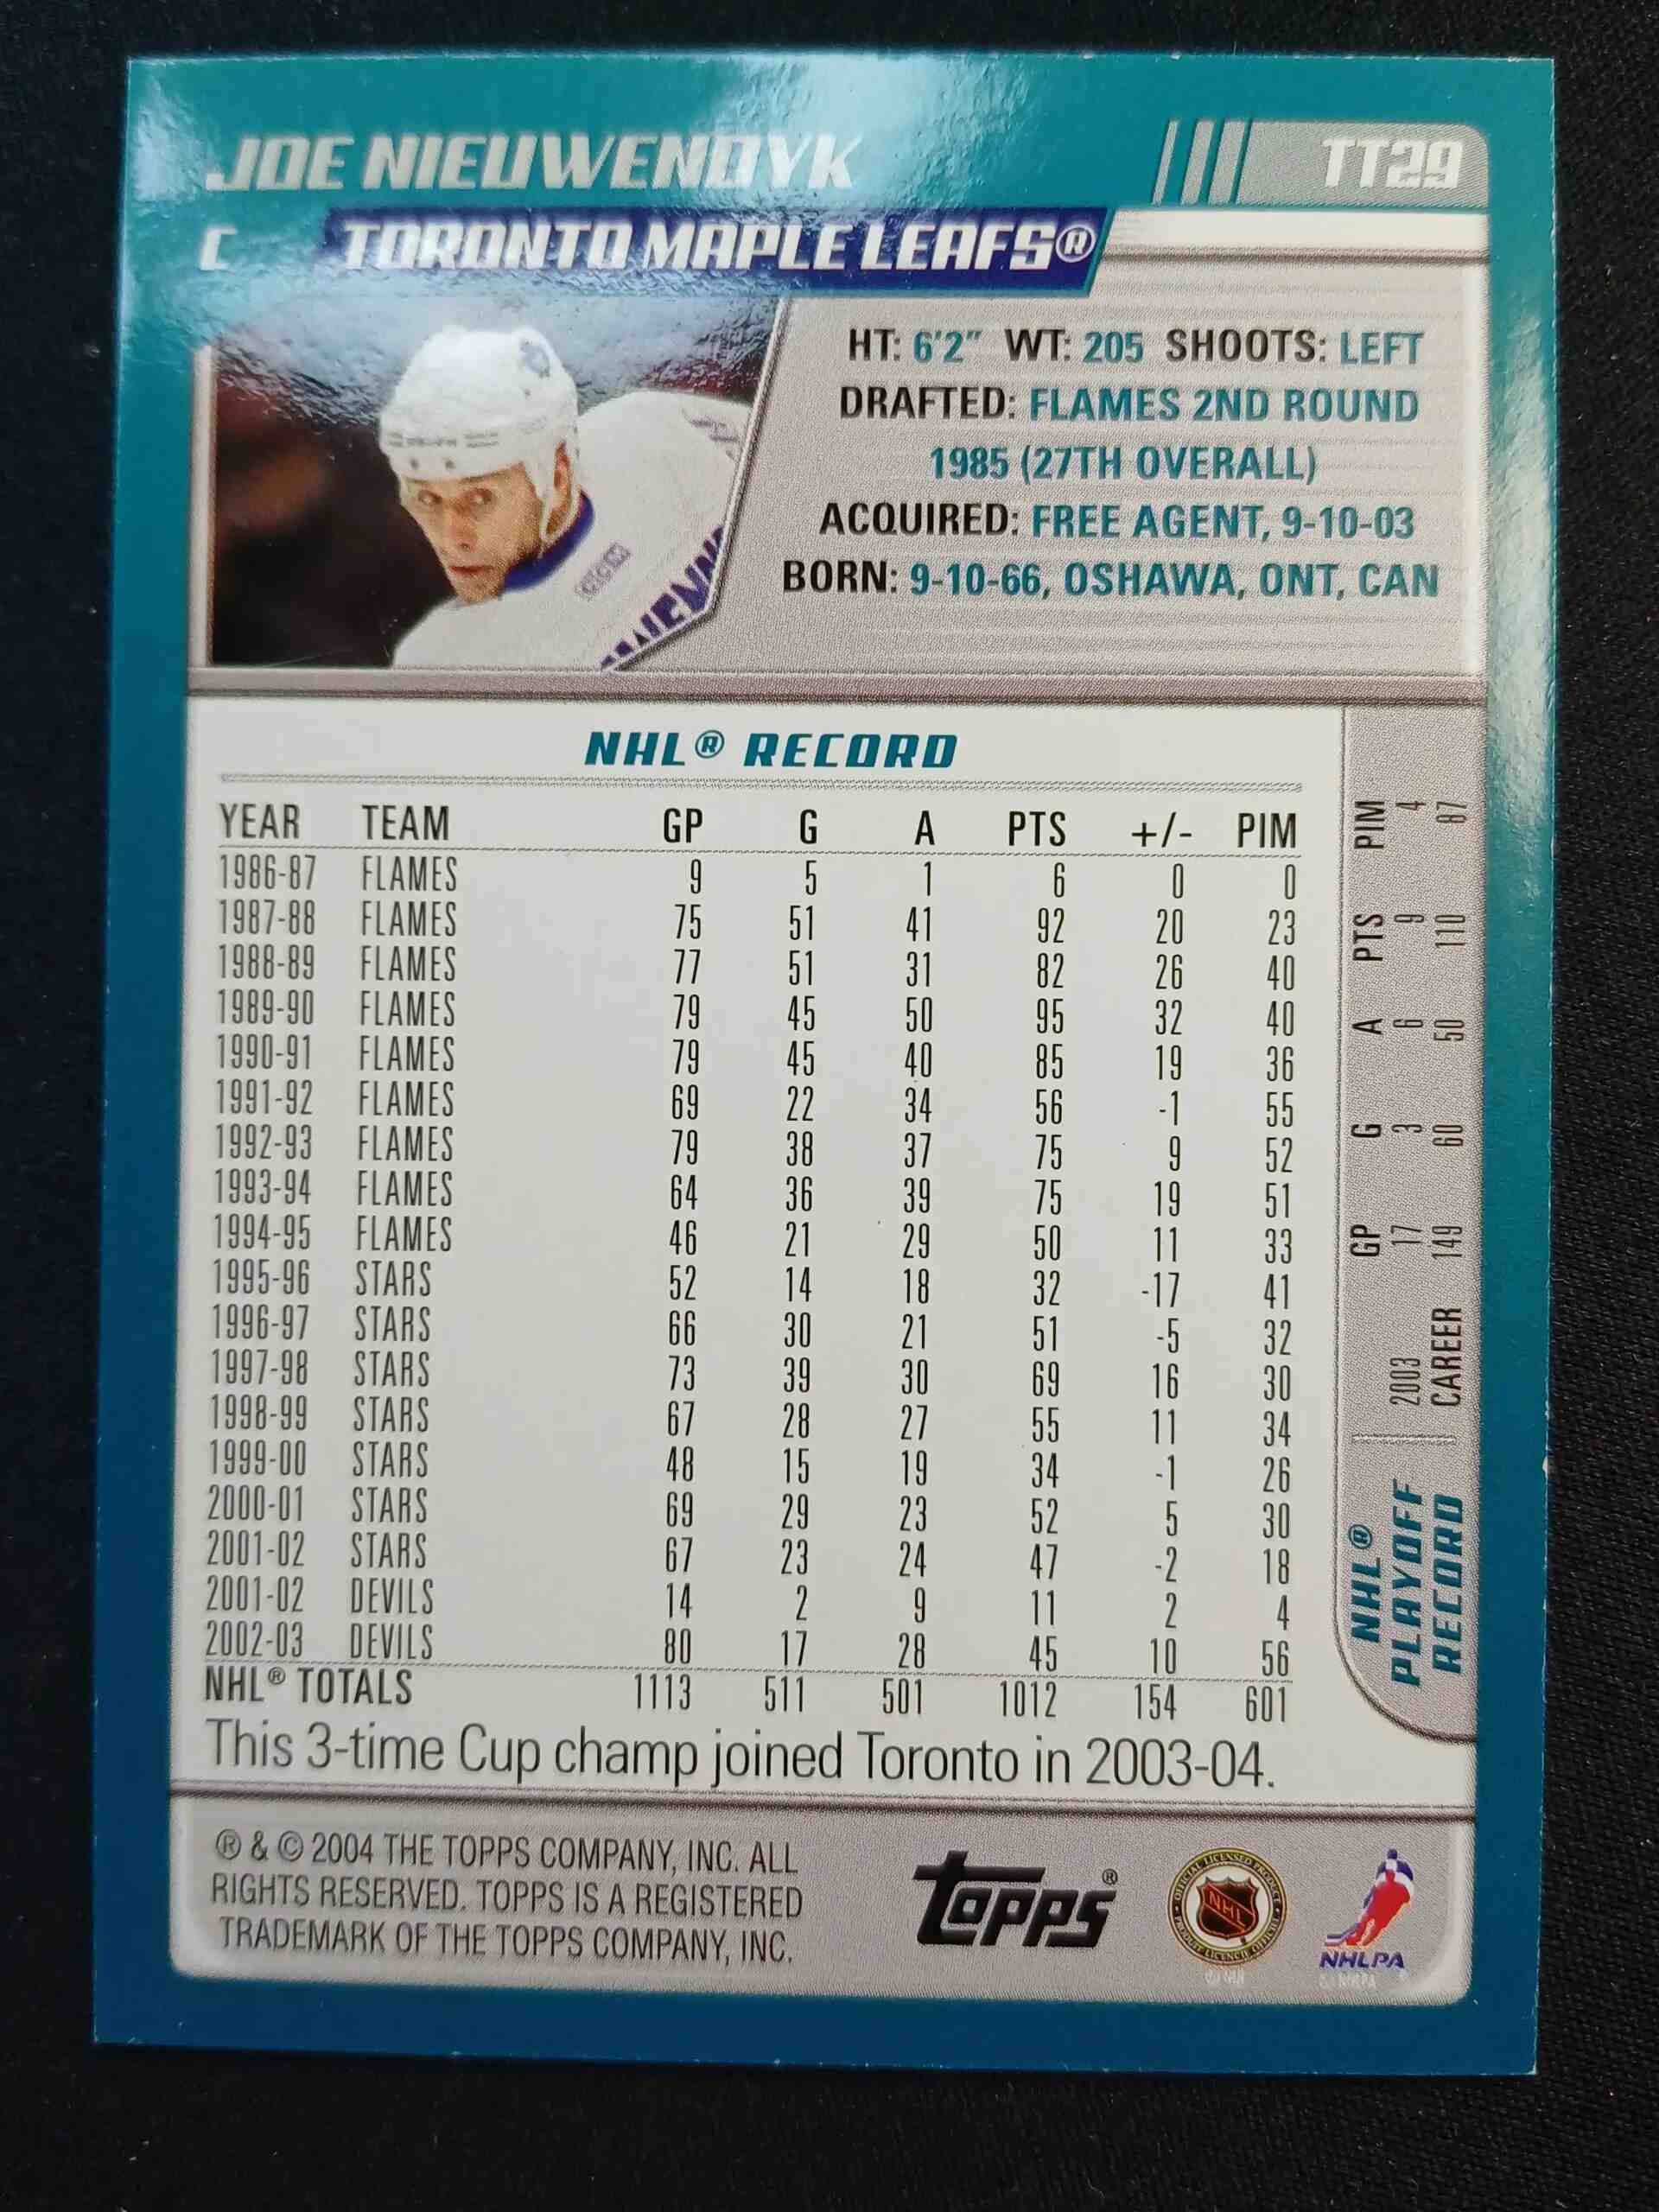 JOE NIEUWENDYK
TT29
C TORONTO MAPLE LEAFS®
HT: 6'2" WT: 205 SHOOTS: LEFT
DRAFTED: FLAMES 2ND ROUND
1985 (27TH OVERALL)
ACQUIRED: FREE AGENT, 9-10-03
BORN: 9-10-66, OSHAWA, ONT, CAN
CCM
NHL® RECORD
YEAR TEAM GP G A PTS +/- PIM
1986-87 FLAMES 9 5 1 6 0 0
1987-88 FLAMES 75 51 41 92 20 23
1988-89 FLAMES 77 51 31 82 26 40
1989-90 FLAMES 79 45 50 95 32 40
1990-91 FLAMES 79 45 40 85 19 36
1991-92 FLAMES 69 22 34 56 -1 55
1992-93 FLAMES 79 38 37 75 9 52
1993-94 FLAMES 64 36 39 75 19 51
1994-95 FLAMES 46 21 29 50 11 33
1995-96 STARS 52 14 18 32 -17 41
1996-97 STARS 66 30 21 51 -5 32
1997-98 STARS 73 39 30 69 16 30
1998-99 STARS 67 28 27 55 11 34
1999-00 STARS 48 15 19 34 -1 26
2000-01 STARS 69 29 23 52 5 30
2001-02 STARS 67 23 24 47 -2 18
2001-02 DEVILS 14 2 9 11 2 4
2002-03 DEVILS 80 17 28 45 10 56
NHL® TOTALS 1113 511 501 1012 154 601
This 3-time Cup champ joined Toronto in 2003-04.
NHL®
PLAYOFF
RECORD
GP G A PTS PIM
2003 17 3 6 9 4
CAREER 149 60 50 110 87
® & © 2004 THE TOPPS COMPANY, INC. ALL
RIGHTS RESERVED. TOPPS IS A REGISTERED
TRADEMARK OF THE TOPPS COMPANY, INC.
topps®
NHL
NHLPA